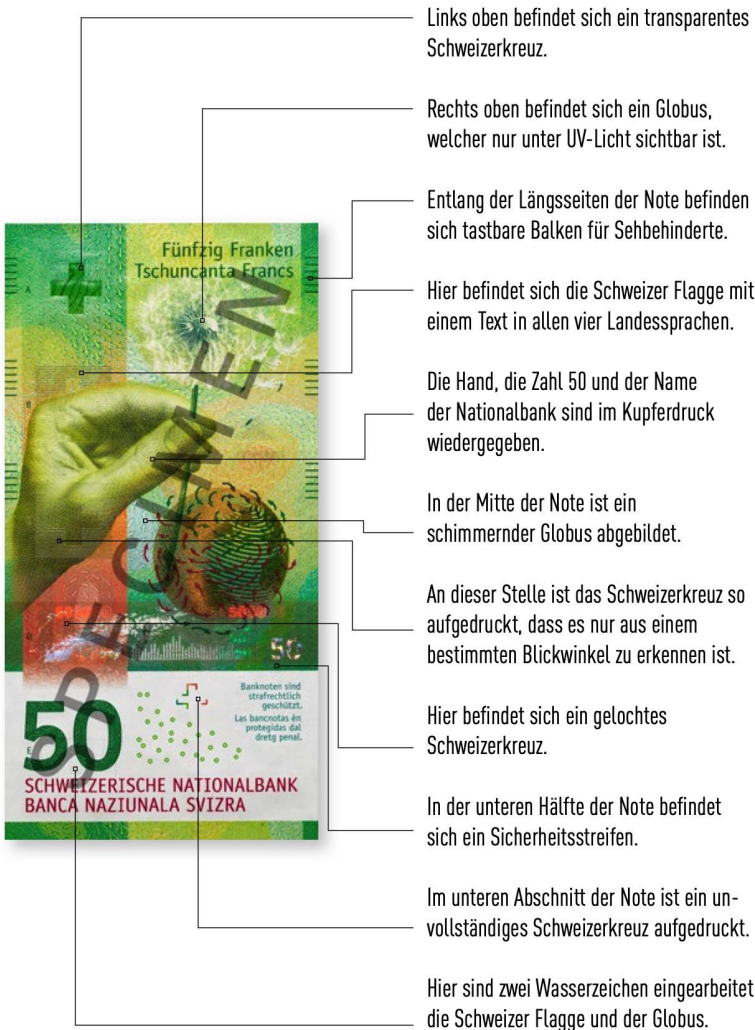 Links oben befindet sich ein transparentes
Schweizerkreuz.
Rechts oben befindet sich ein Globus,
welcher nur unter UV-Licht sichtbar ist.
Entlang der Längsseiten der Note befinden
sich tastbare Balken für Sehbehinderte.
Hier befindet sich die Schweizer Flagge mit
einem Text in allen vier Landessprachen.
Die Hand, die Zahl 50 und der Name
der Nationalbank sind im Kupferdruck
wiedergegeben.
In der Mitte der Note ist ein
schimmernder Globus abgebildet.
An dieser Stelle ist das Schweizerkreuz so
aufgedruckt, dass es nur aus einem
bestimmten Blickwinkel zu erkennen ist.
Hier befindet sich ein gelochtes
Schweizerkreuz.
In der unteren Hälfte der Note befindet
sich ein Sicherheitsstreifen.
Im unteren Abschnitt der Note ist ein un-
vollständiges Schweizerkreuz aufgedruckt.
Hier sind zwei Wasserzeichen eingearbeitet
die Schweizer Flagge und der Globus.
Fünfzig Franken
Tschuncanta Francs
A
B
D
E
SPECIMEN
50
Banknoten sind
strafrechtlich
geschützt.
Las bancnotas èn
protegidas dal
dretg penal.
50
SCHWEIZERISCHE NATIONALBANK
BANCA NAZIUNALA SVIZRA